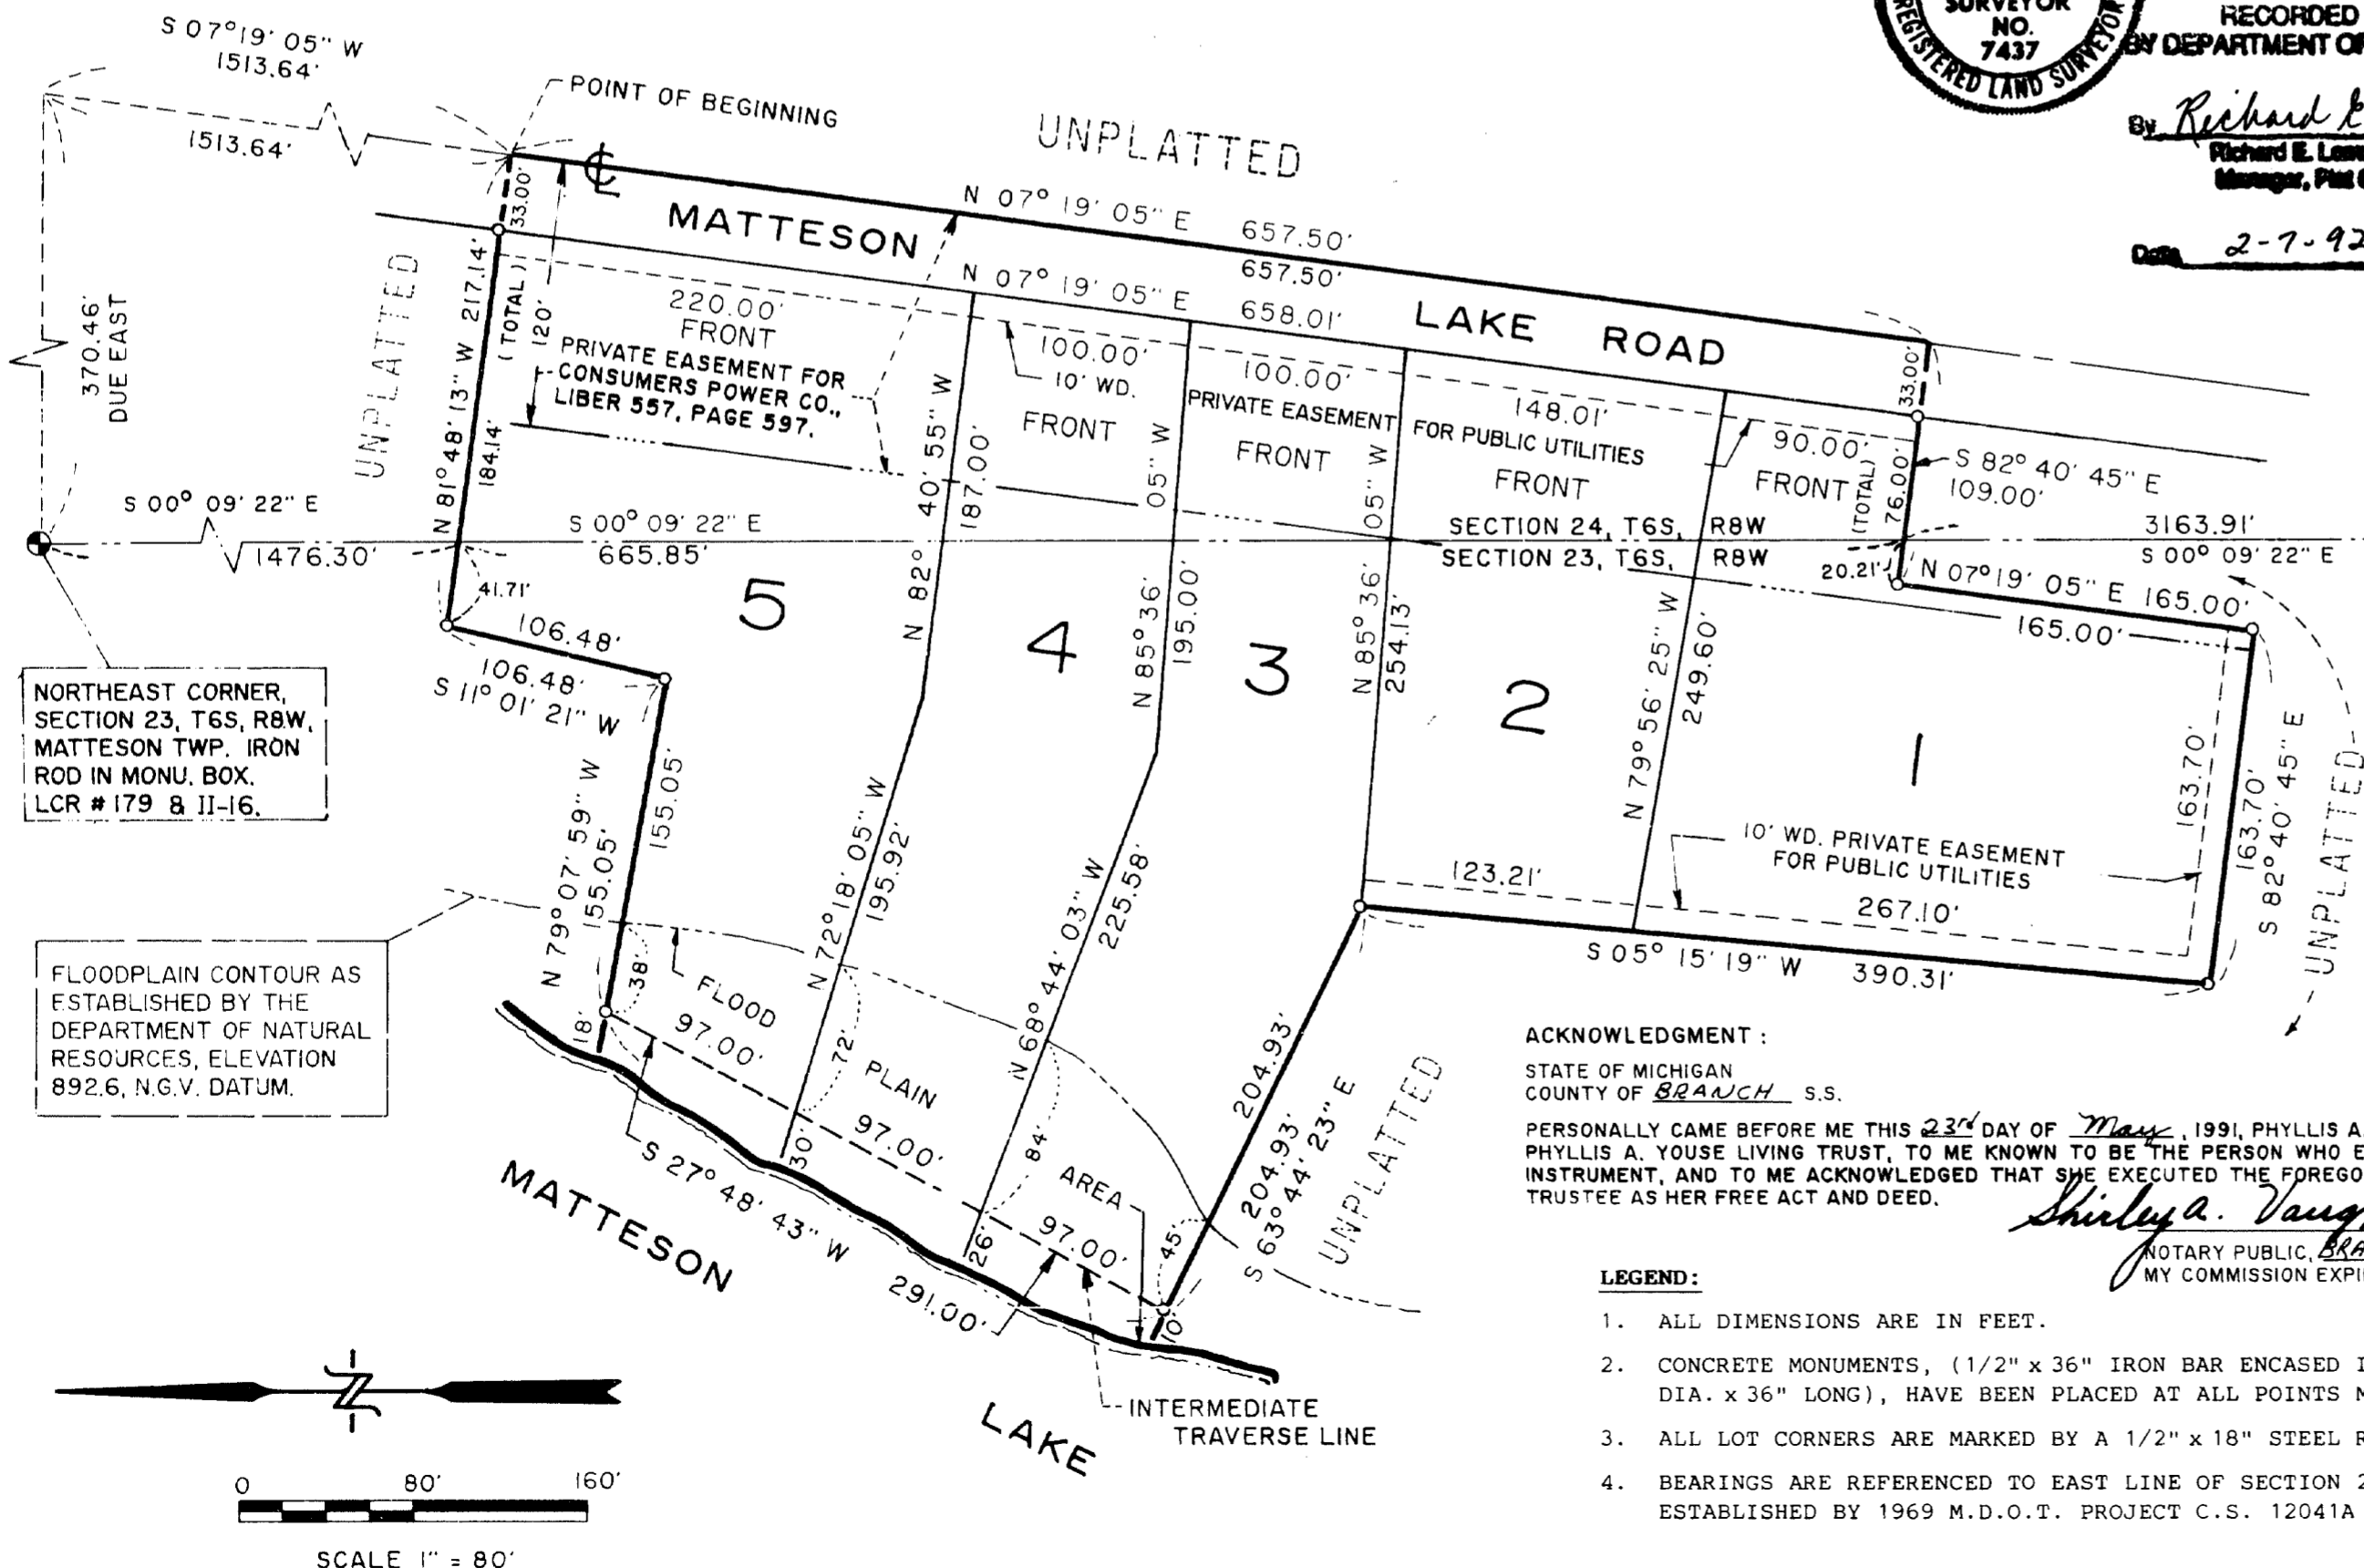 SURVEYOR
NO.
7437
REGISTERED LAND SURVEYOR
RECORDED
BY DEPARTMENT OF
By Richard E
Richard E.
Manager, Plat
Date 2-7-92
S 07°19' 05" W
1513.64'
1513.64'
POINT OF BEGINNING
UNPLATTED
℄
33.00'
MATTESON
LAKE ROAD
N 07° 19' 05" E 657.50'
657.50'
N 07° 19' 05" E 658.01'
370.46'
DUE EAST
UNPLATTED
N 81° 48' 13" W 217.14'
(TOTAL)
184.14'
120'
220.00'
FRONT
PRIVATE EASEMENT FOR
CONSUMERS POWER CO.,
LIBER 557, PAGE 597.
100.00'
10' WD.
FRONT
100.00'
PRIVATE EASEMENT
FRONT
148.01'
FOR PUBLIC UTILITIES
FRONT
90.00'
FRONT
33.00'
(TOTAL)
76.00'
S 82° 40' 45" E
109.00'
S 00° 09' 22" E
1476.30'
S 00° 09' 22" E
665.85'
SECTION 24, T6S, R8W
SECTION 23, T6S, R8W
3163.91'
S 00° 09' 22" E
20.21'
N 07°19' 05" E 165.00'
165.00'
41.71'
106.48'
106.48'
S 11° 01' 21" W
5
N 82° 40' 55" W
187.00'
4
N 85° 36' 05" W
195.00'
3
N 85° 36' 05" W
254.13'
2
N 79° 56' 25" W
249.60'
1
163.70'
163.70'
S 82° 40' 45" E
UNPLATTED
NORTHEAST CORNER,
SECTION 23, T6S, R8W,
MATTESON TWP. IRON
ROD IN MONU. BOX.
LCR # 179 & II-16.
N 79° 07' 59" W
155.05'
155.05'
N 72° 18' 05" W
195.92'
N 68° 44' 03" W
225.58'
10' WD. PRIVATE EASEMENT
FOR PUBLIC UTILITIES
123.21'
267.10'
S 05° 15' 19" W 390.31'
FLOODPLAIN CONTOUR AS
ESTABLISHED BY THE
DEPARTMENT OF NATURAL
RESOURCES, ELEVATION
892.6, N.G.V. DATUM.
38'
18'
FLOOD
97.00'
72'
30'
PLAIN
97.00'
84'
26'
AREA
97.00'
45'
10'
204.93'
204.93'
S 63° 44' 23" E
UNPLATTED
S 27° 48' 43" W 291.00'
MATTESON
LAKE
INTERMEDIATE
TRAVERSE LINE
ACKNOWLEDGMENT :
STATE OF MICHIGAN
COUNTY OF BRANCH S.S.
PERSONALLY CAME BEFORE ME THIS 23rd DAY OF May, 1991, PHYLLIS A.
PHYLLIS A. YOUSE LIVING TRUST, TO ME KNOWN TO BE THE PERSON WHO E
INSTRUMENT, AND TO ME ACKNOWLEDGED THAT SHE EXECUTED THE FOREGO
TRUSTEE AS HER FREE ACT AND DEED.
Shirley A. Vaug
NOTARY PUBLIC, BRA
MY COMMISSION EXPI
LEGEND:
1. ALL DIMENSIONS ARE IN FEET.
2. CONCRETE MONUMENTS, (1/2" x 36" IRON BAR ENCASED I
DIA. x 36" LONG), HAVE BEEN PLACED AT ALL POINTS M
3. ALL LOT CORNERS ARE MARKED BY A 1/2" x 18" STEEL R
4. BEARINGS ARE REFERENCED TO EAST LINE OF SECTION 2
ESTABLISHED BY 1969 M.D.O.T. PROJECT C.S. 12041A
0 80' 160'
SCALE 1" = 80'